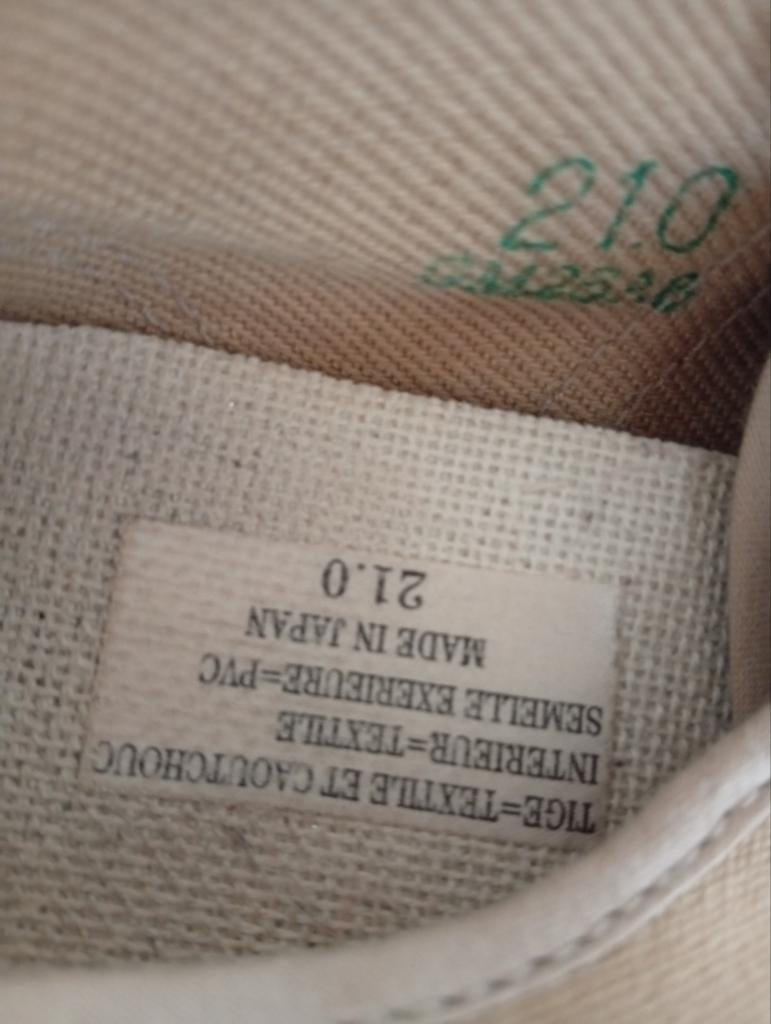 21.0
TIGE=TEXTILE ET CAOUTCHOUC
INTERIEUR=TEXTILE
SEMELLE EXERIEURE=PVC
MADE IN JAPAN
21.0